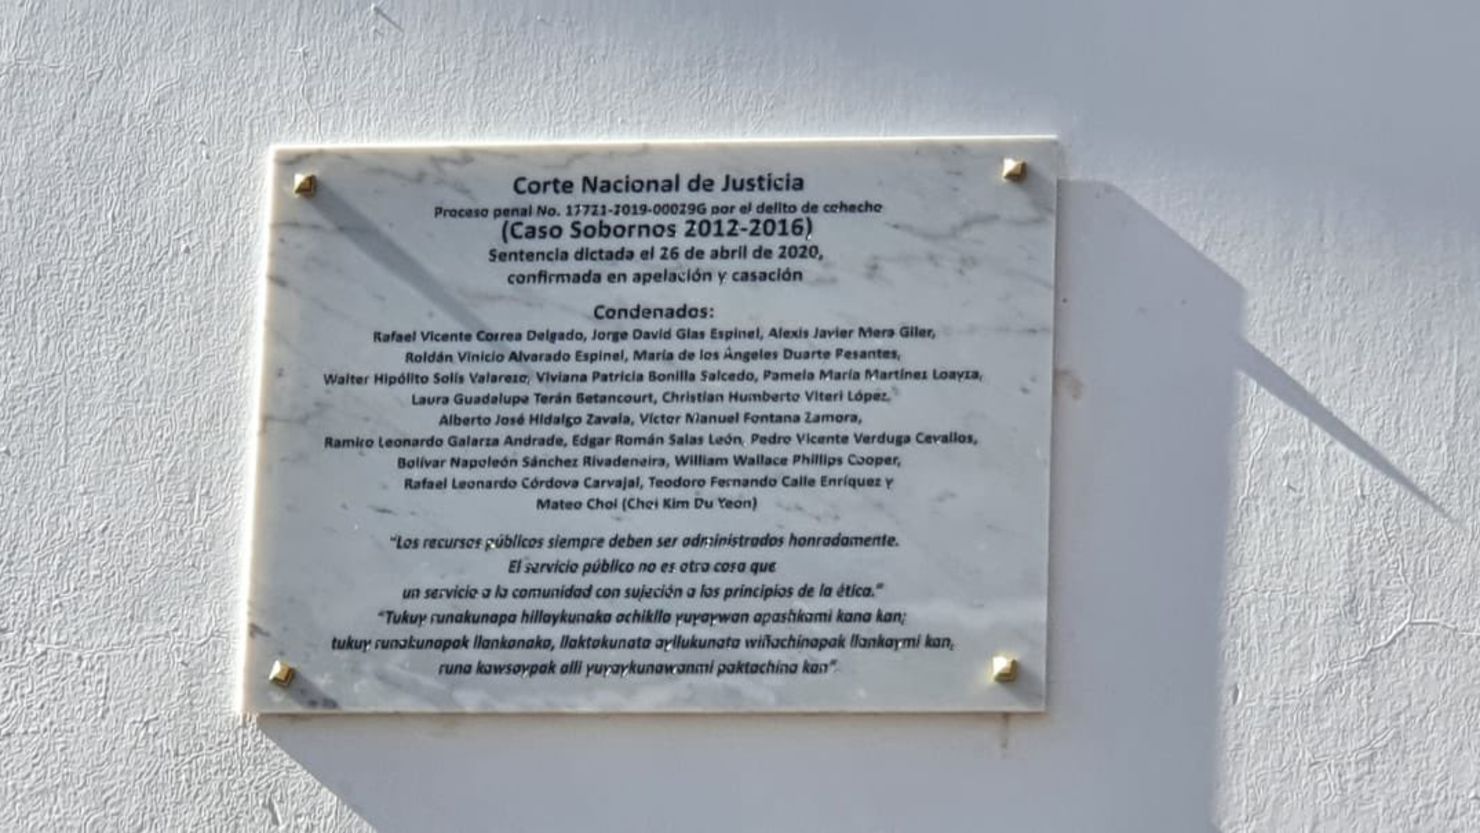 Corte Nacional de Justicia
Proceso penal No. 17721-2019-00029G por el delito de cohecho
(Caso Sobornos 2012-2016)
Sentencia dictada el 26 de abril de 2020,
confirmada en apelación y casación
Condenados:
Rafael Vicente Correa Delgado, Jorge David Glas Espinel, Alexis Javier Mera Giler,
Roldán Vinicio Alvarado Espinel, María de los Ángeles Duarte Pesantes,
Walter Hipólito Solís Valarezo, Viviana Patricia Bonilla Salcedo, Pamela María Martínez Loayza,
Laura Guadalupe Terán Betancourt, Christian Humberto Viteri López,
Alberto José Hidalgo Zavala, Víctor Manuel Fontana Zamora,
Ramiro Leonardo Galarza Andrade, Edgar Román Salas León, Pedro Vicente Verduga Cevallos,
Bolívar Napoleón Sánchez Rivadeneira, William Wallace Phillips Cooper,
Rafael Leonardo Córdova Carvajal, Teodoro Fernando Calle Enríquez y
Mateo Choi (Choi Kim Du Yeon)
"Los recursos públicos siempre deben ser administrados honradamente.
El servicio público no es otra cosa que
un servicio a la comunidad con sujeción a los principios de la ética."
"Tukuy runakunapa hillaykunaka achiklla yuyaywan apashkami kana kan;
tukuy runakunapak llankanaka, llaktakunata ayllukunata wiñachinapak llankaymi kan,
runa kawsaypak alli yuyaykunawanmi paktachina kan".